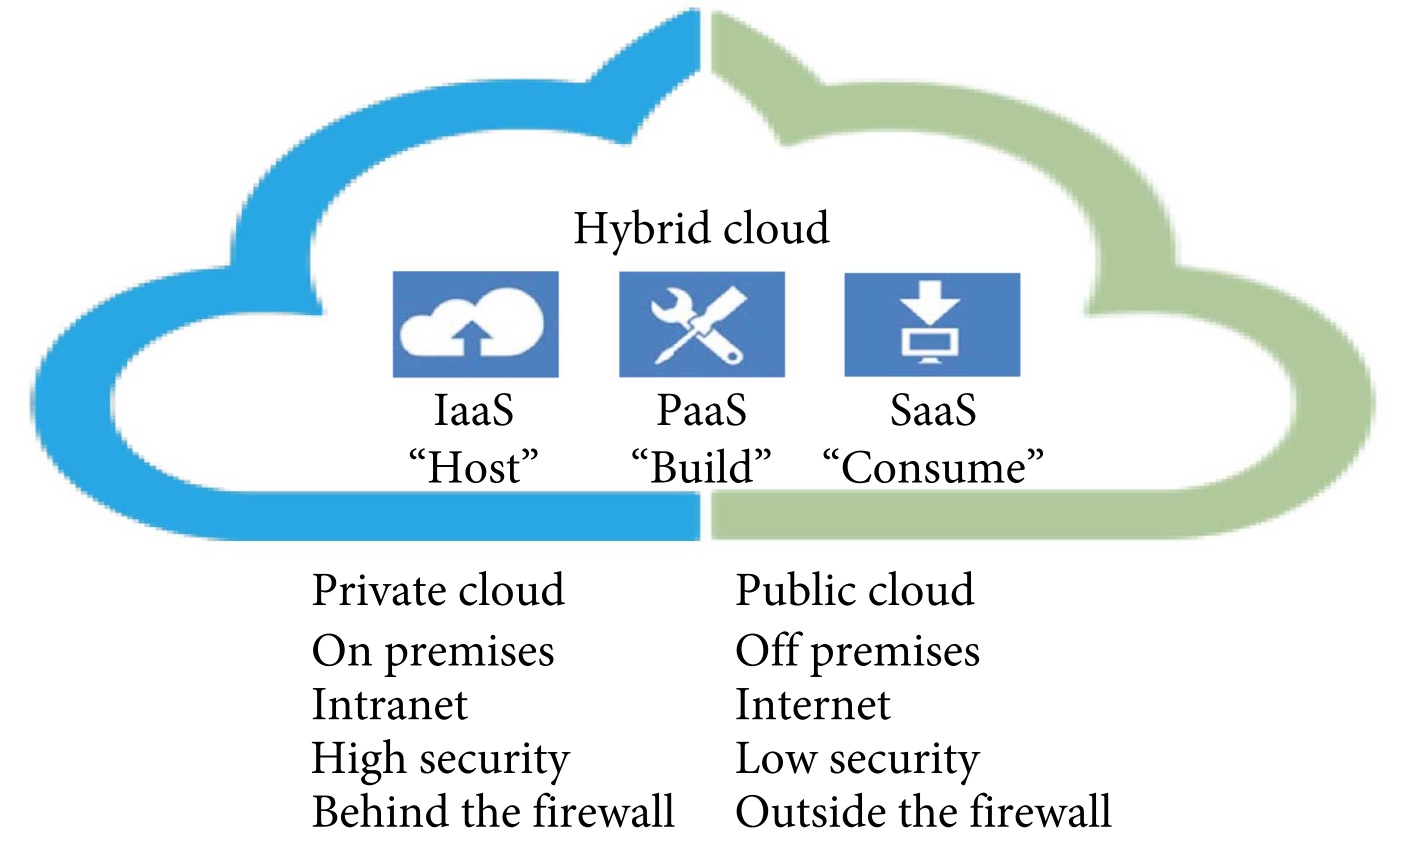 Hybrid cloud
IaaS
PaaS
SaaS
“Host”
“Build”
“Consume”
Private cloud
On premises
Intranet
High security
Behind the firewall
Public cloud
Off premises
Internet
Low security
Outside the firewall